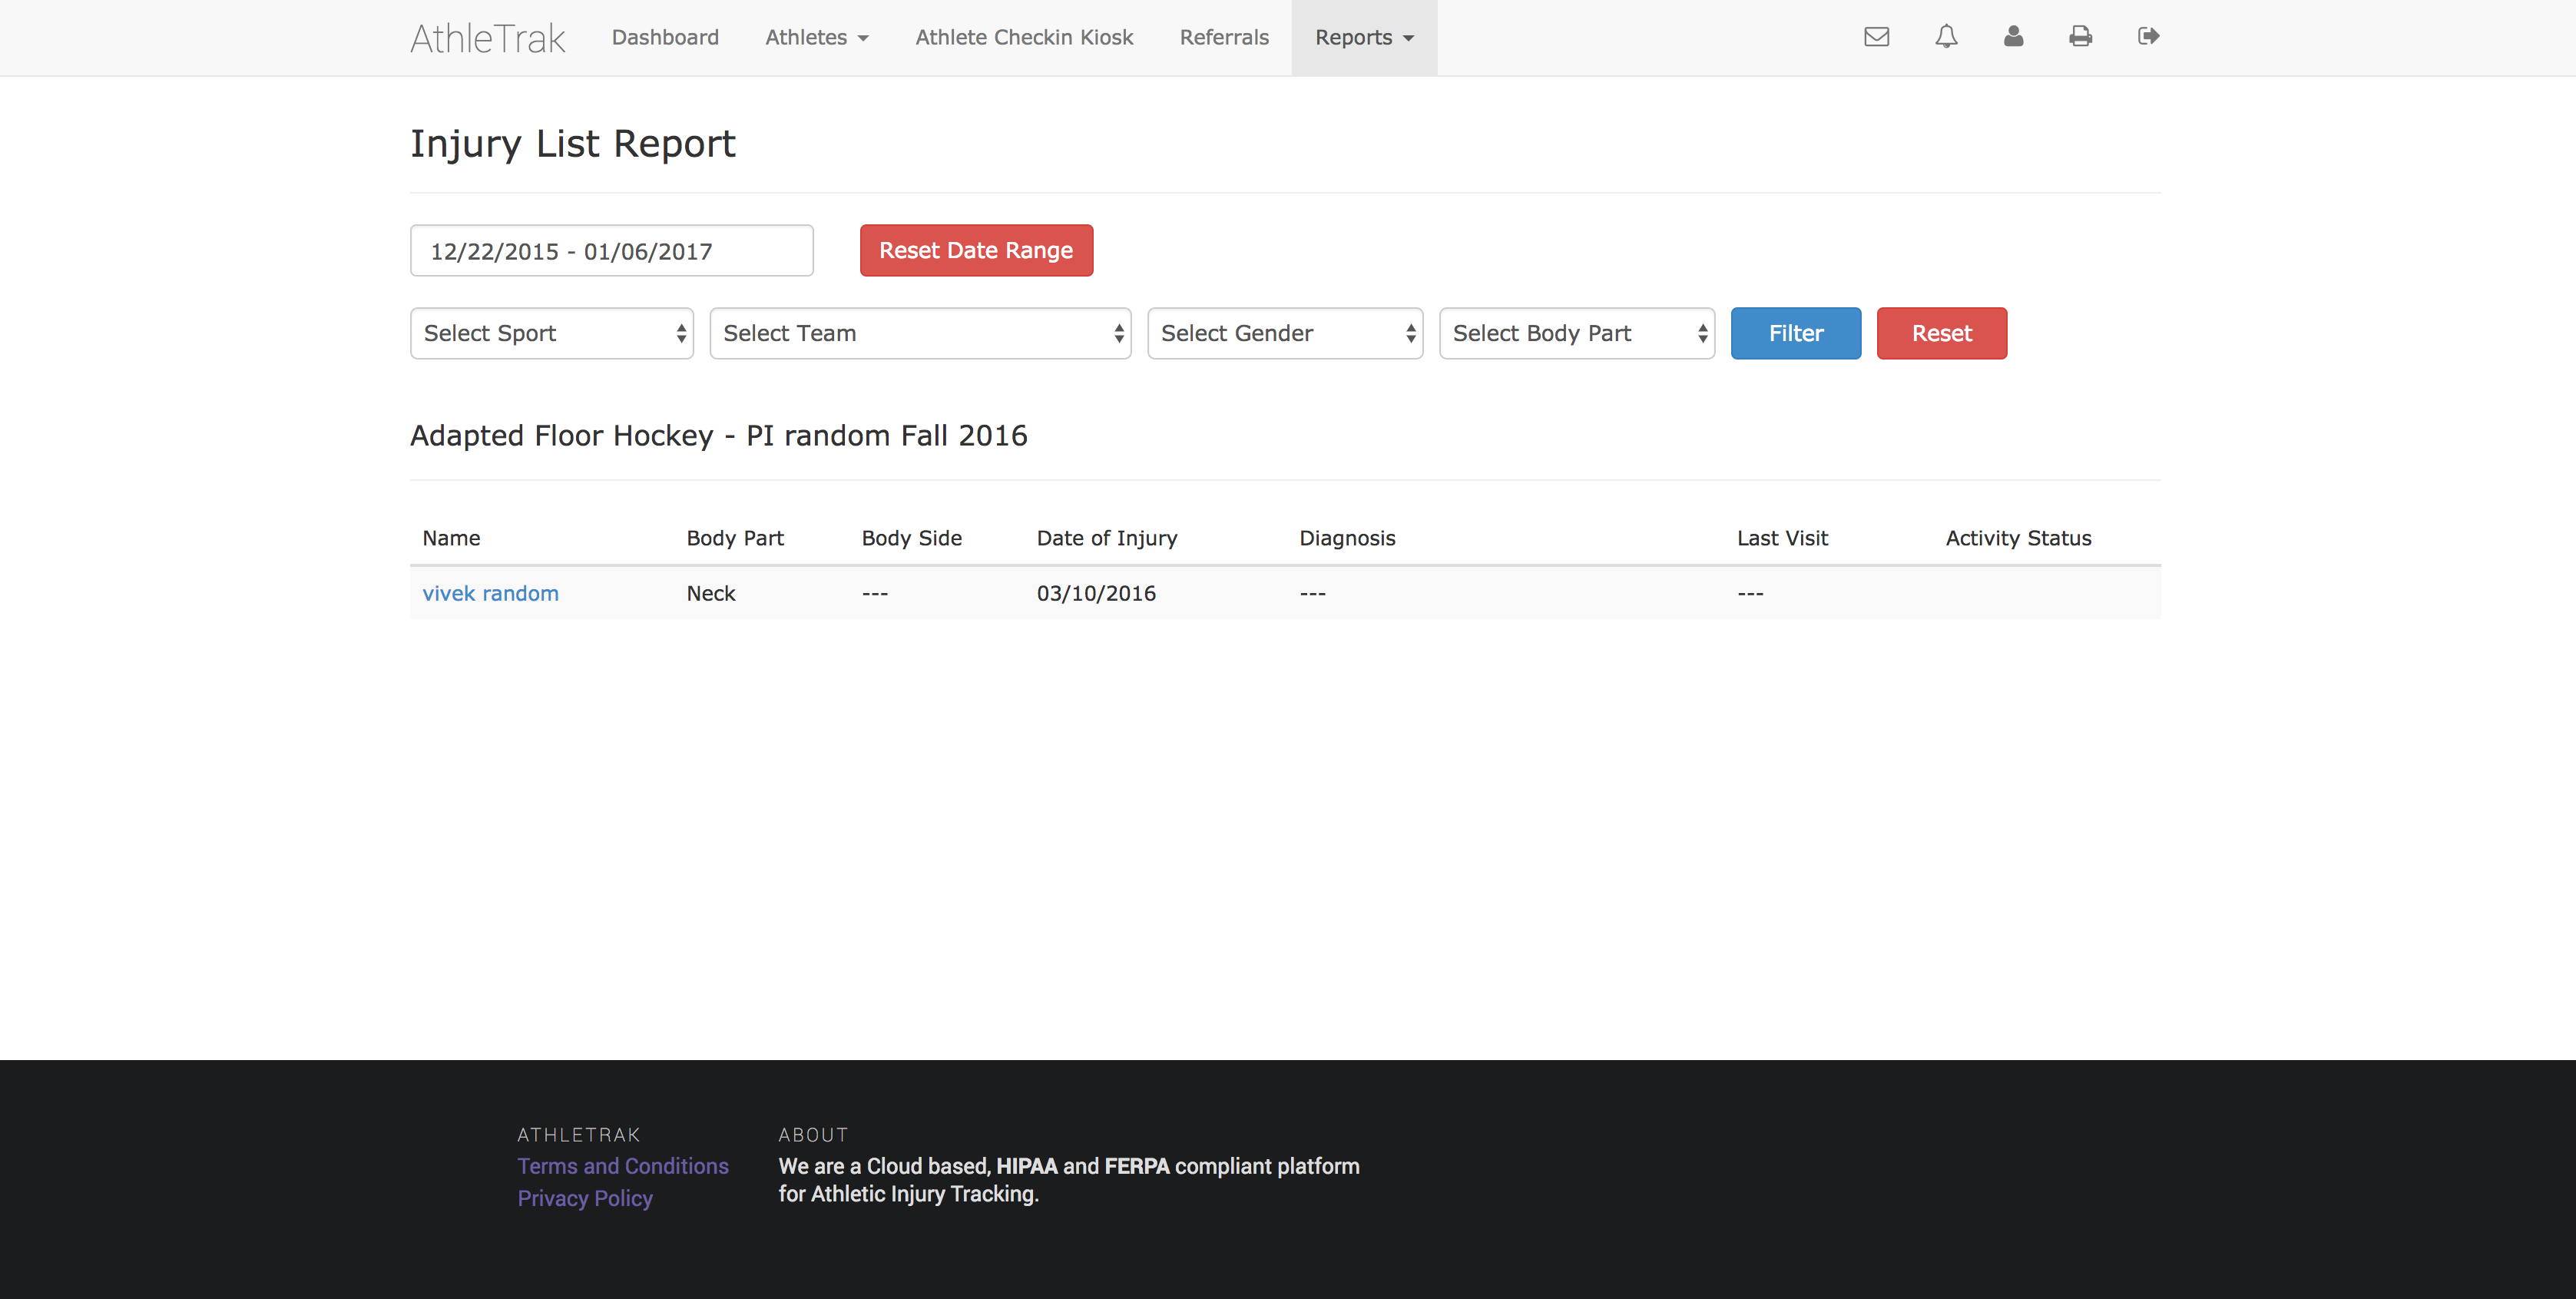 AthleTrak Dashboard Athletes Athlete Checkin Kiosk Referrals Reports
Injury List Report
12/22/2015 - 01/06/2017 Reset Date Range
Select Sport Select Team Select Gender Select Body Part Filter Reset
Adapted Floor Hockey - PI random Fall 2016
Name Body Part Body Side Date of Injury Diagnosis Last Visit Activity Status
vivek random Neck --- 03/10/2016 --- ---
ATHLETRAK
Terms and Conditions
Privacy Policy
ABOUT
We are a Cloud based, HIPAA and FERPA compliant platform
for Athletic Injury Tracking.